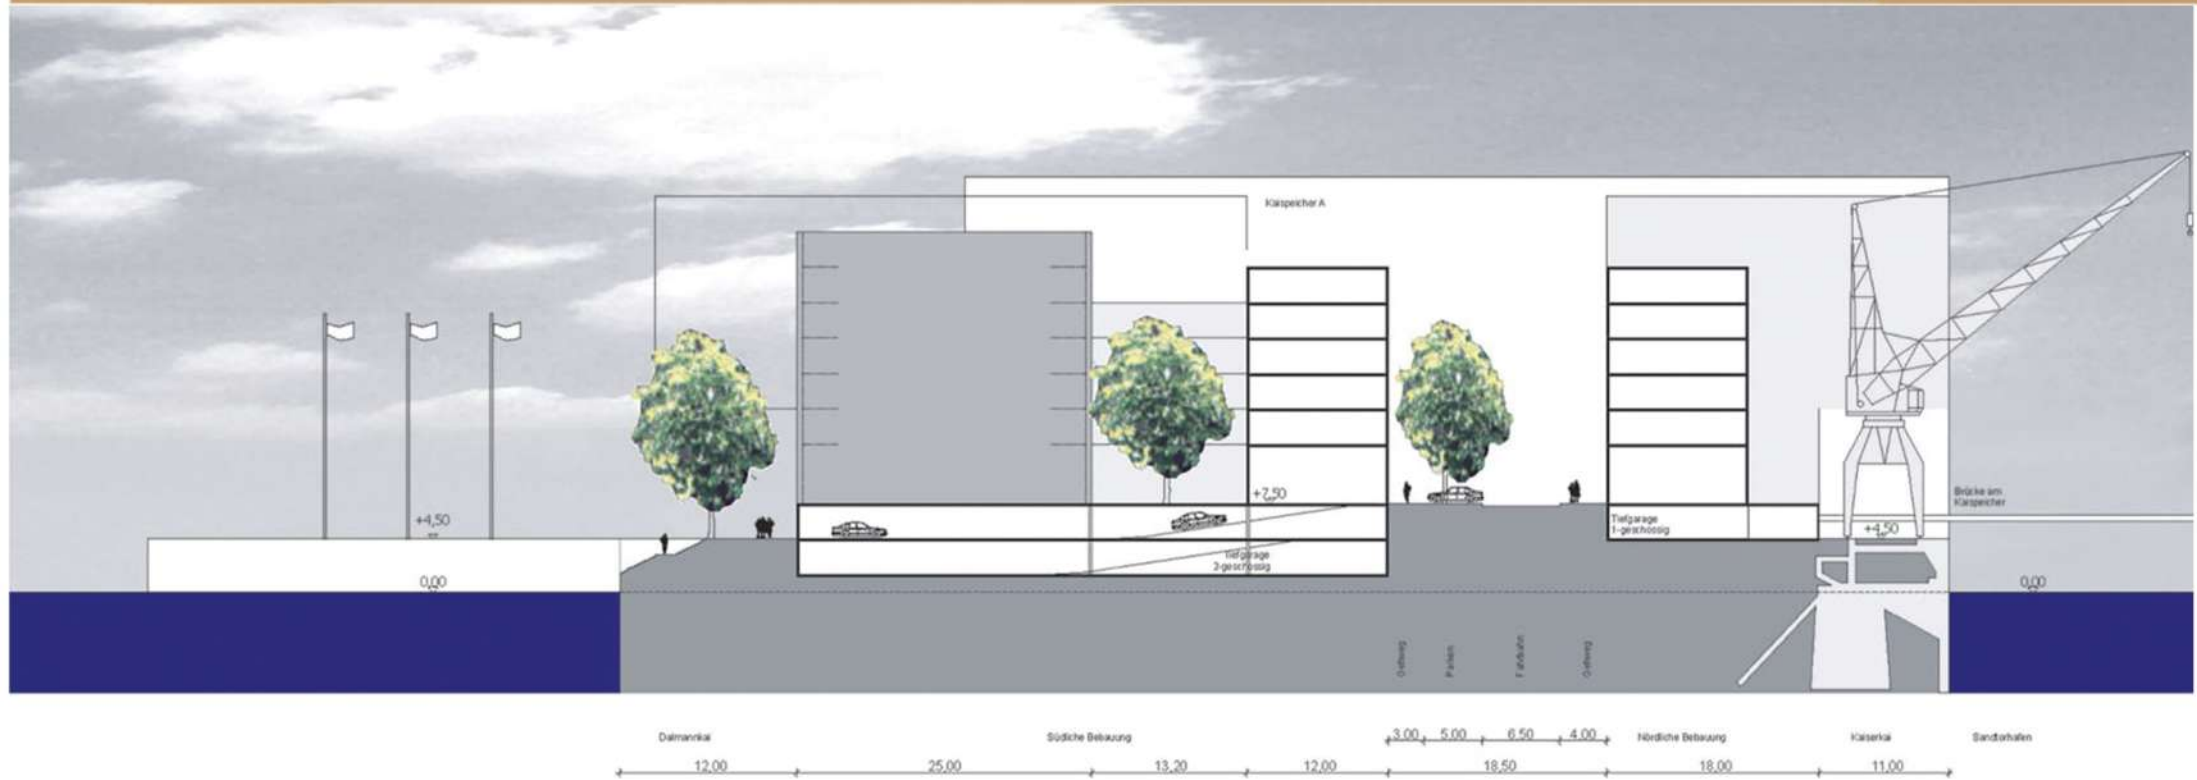 Kaispeicher A
+7,50
+4,50
Tiefgarage
1-geschossig
Brücke am
Kaispeicher
+4,50
Tiefgarage
2-geschossig
0,00
0,00
Gehweg
Parken
Fahrbahn
Gehweg
Dalmannkai
Südliche Bebauung
3.00 5.00 6.50 4.00
Nördliche Bebauung
Kaiserkai
Sandtorhafen
12,00 25,00 13,20 12,00 18,50 18,00 11,00